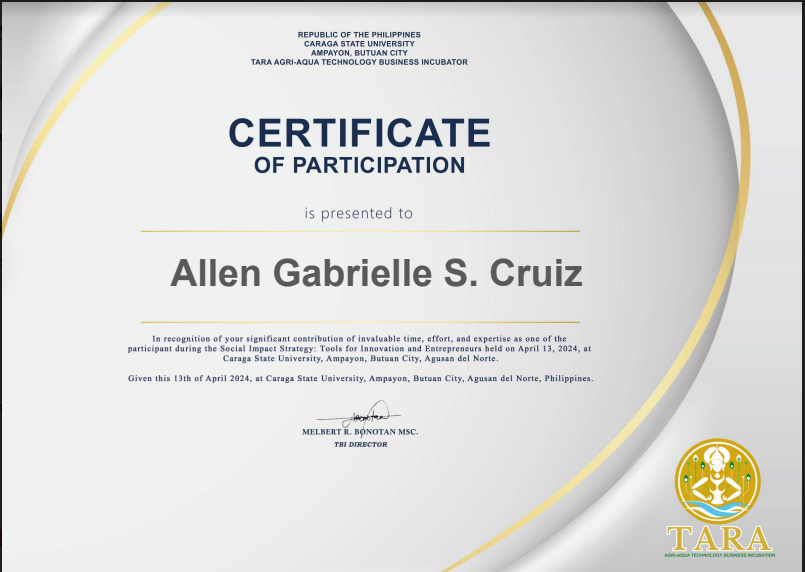 REPUBLIC OF THE PHILIPPINES
CARAGA STATE UNIVERSITY
AMPAYON, BUTUAN CITY
TARA AGRI-AQUA TECHNOLOGY BUSINESS INCUBATOR
CERTIFICATE
OF PARTICIPATION
is presented to
Allen Gabrielle S. Cruiz
In recognition of your significant contribution of invaluable time, effort, and expertise as one of the
participant during the Social Impact Strategy: Tools for Innovation and Entrepreneurs held on April 13, 2024, at
Caraga State University, Ampayon, Butuan City, Agusan del Norte.
Given this 13th of April 2024, at Caraga State University, Ampayon, Butuan City, Agusan del Norte, Philippines.
MELBERT R. BONOTAN MSC.
TBI DIRECTOR
TARA
AGRI-AQUA TECHNOLOGY BUSINESS INCUBATION